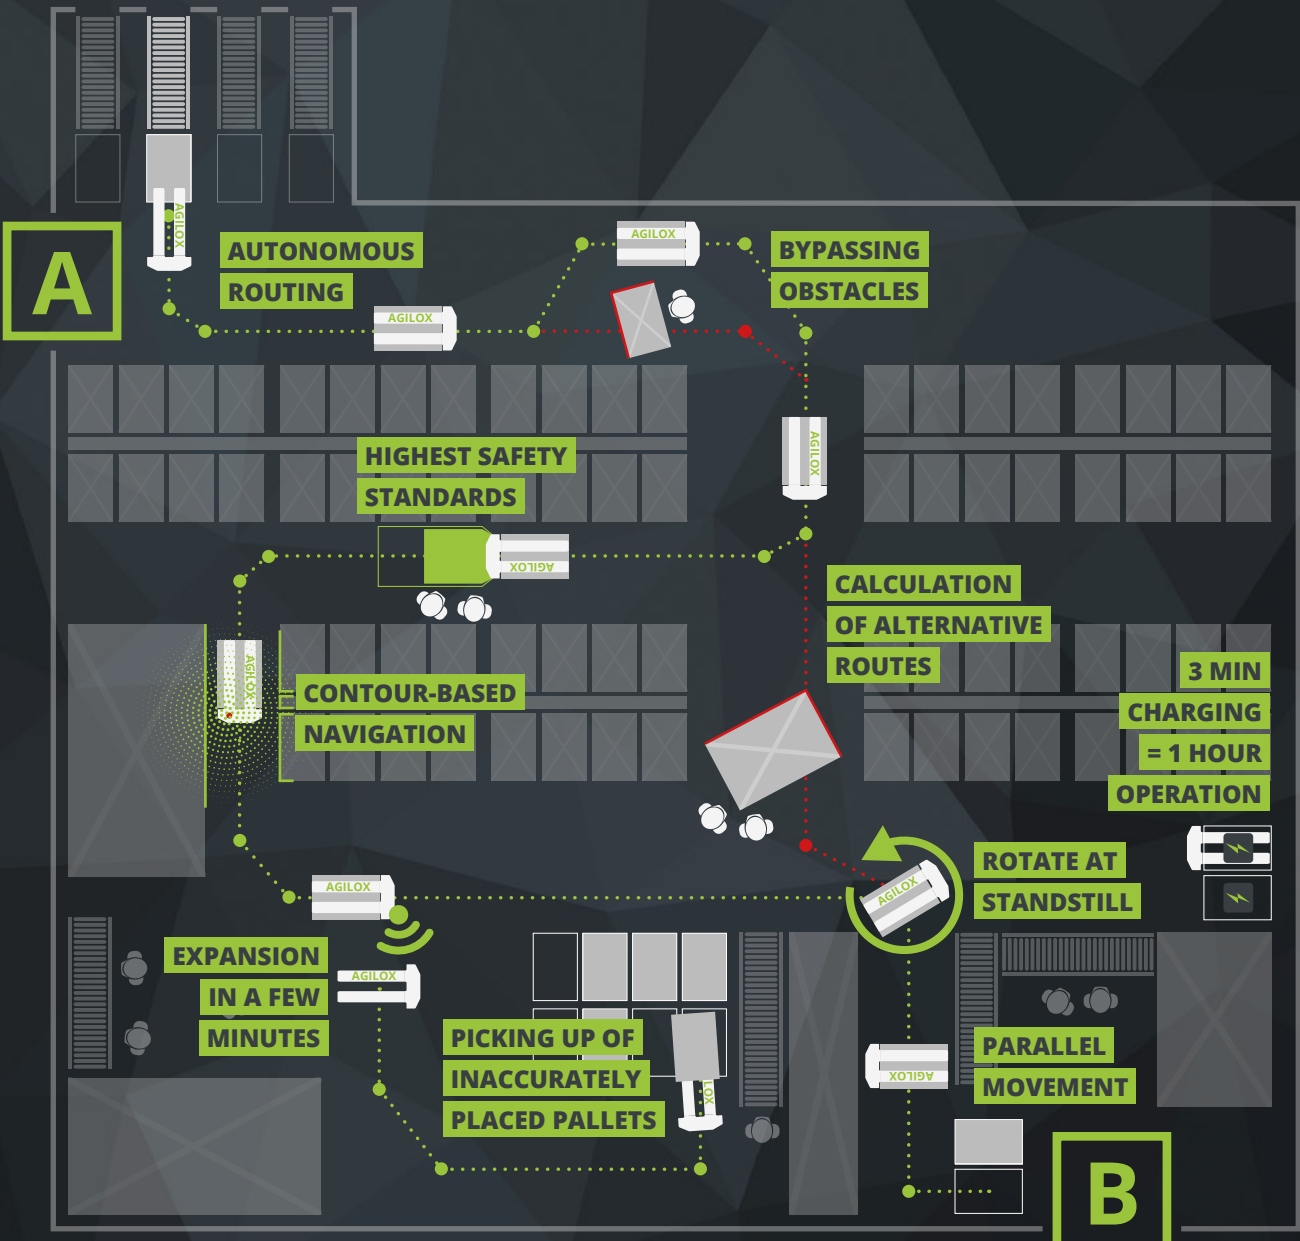 AGILOX
A
AUTONOMOUS
ROUTING
AGILOX
AGILOX
BYPASSING
OBSTACLES
AGILOX
HIGHEST SAFETY
STANDARDS
AGILOX
CALCULATION
OF ALTERNATIVE
ROUTES
AGILOX
CONTOUR-BASED
NAVIGATION
3 MIN
CHARGING
= 1 HOUR
OPERATION
AGILOX
AGILOX
ROTATE AT
STANDSTILL
EXPANSION
IN A FEW
MINUTES
AGILOX
PICKING UP OF
INACCURATELY
PLACED PALLETS
LOX
AGILOX
PARALLEL
MOVEMENT
B